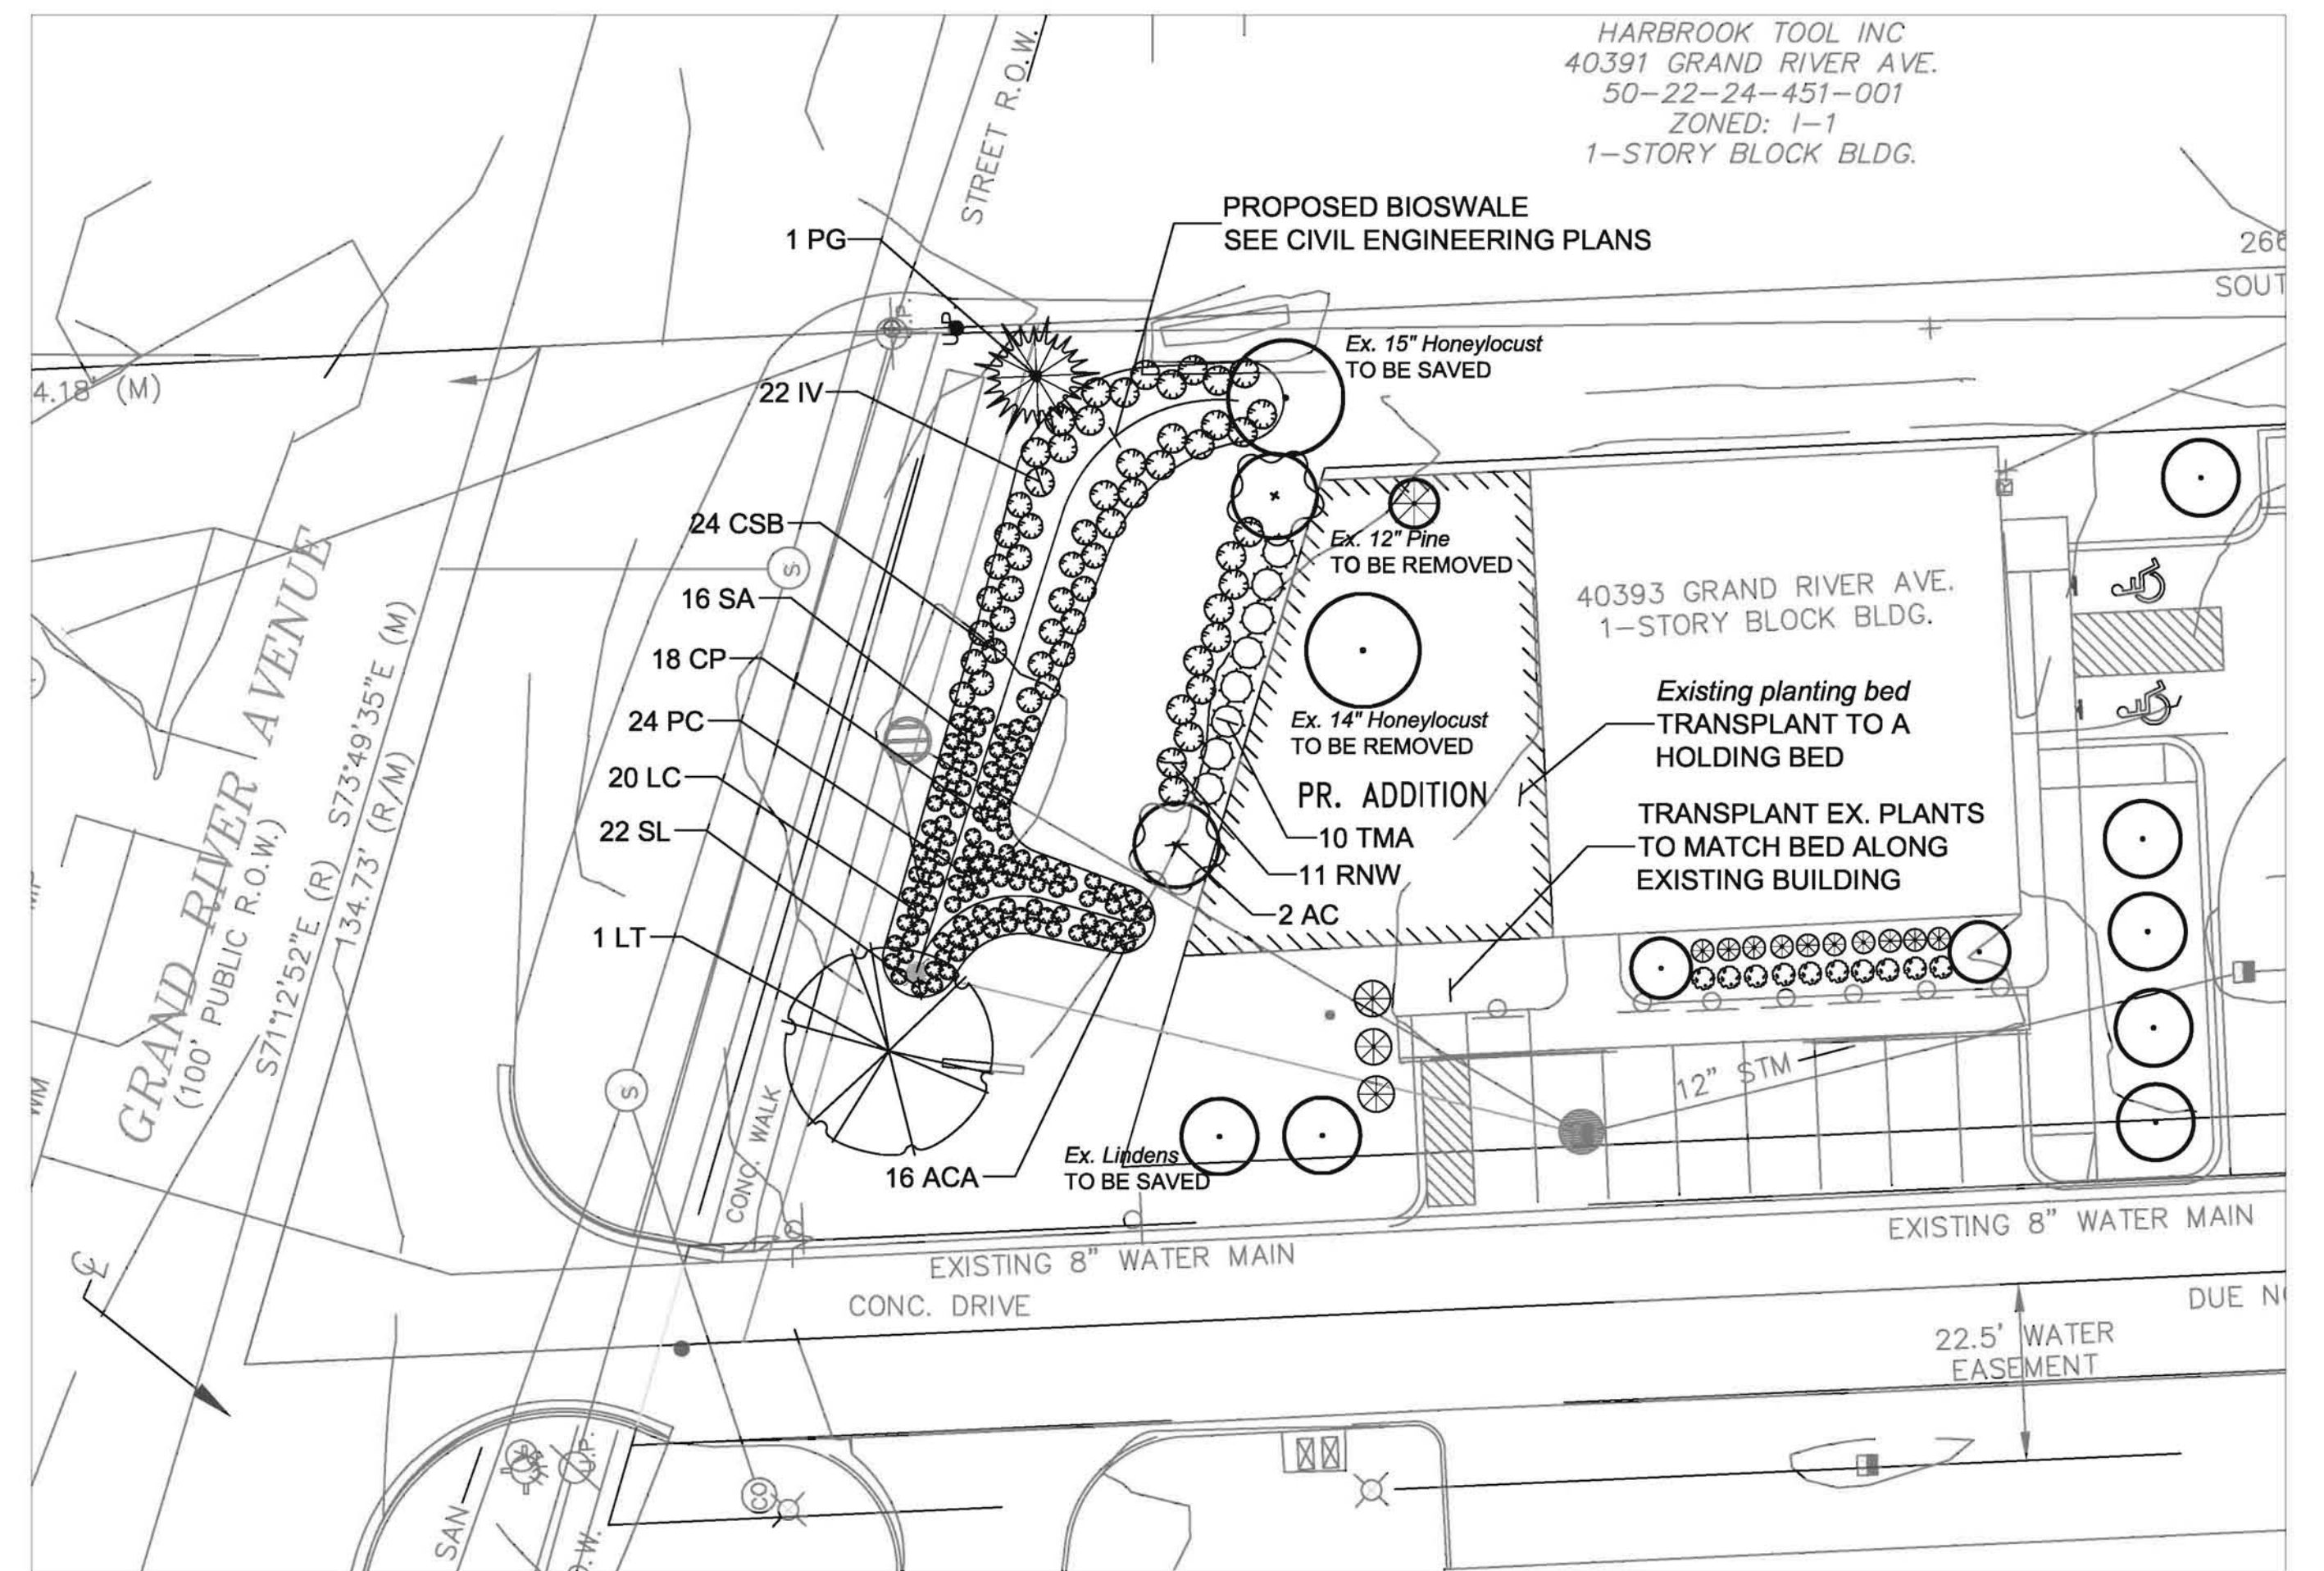 HARBROOK TOOL INC
40391 GRAND RIVER AVE.
50-22-24-451-001
ZONED: I-1
1-STORY BLOCK BLDG.
STREET R.O.W.
PROPOSED BIOSWALE
SEE CIVIL ENGINEERING PLANS
1 PG
266
SOUT
U.P.
4.18' (M)
Ex. 15" Honeylocust
TO BE SAVED
22 IV
24 CSB
16 SA
18 CP
24 PC
20 LC
22 SL
1 LT
S
R
Ex. 12" Pine
TO BE REMOVED
40393 GRAND RIVER AVE.
1-STORY BLOCK BLDG.
Ex. 14" Honeylocust
TO BE REMOVED
PR. ADDITION
Existing planting bed
TRANSPLANT TO A
HOLDING BED
TRANSPLANT EX. PLANTS
TO MATCH BED ALONG
EXISTING BUILDING
10 TMA
11 RNW
2 AC
GRAND RIVER AVENUE
(100' PUBLIC R.O.W.)
S71°12'52"E (R) S73°49'35"E (M)
134.73' (R/M)
WM
S
CONC. WALK
16 ACA
Ex. Lindens
TO BE SAVED
12" STM
EXISTING 8" WATER MAIN
EXISTING 8" WATER MAIN
CONC. DRIVE
DUE N
22.5' WATER
EASEMENT
CL
SAN
U.P.
CO
O.W.